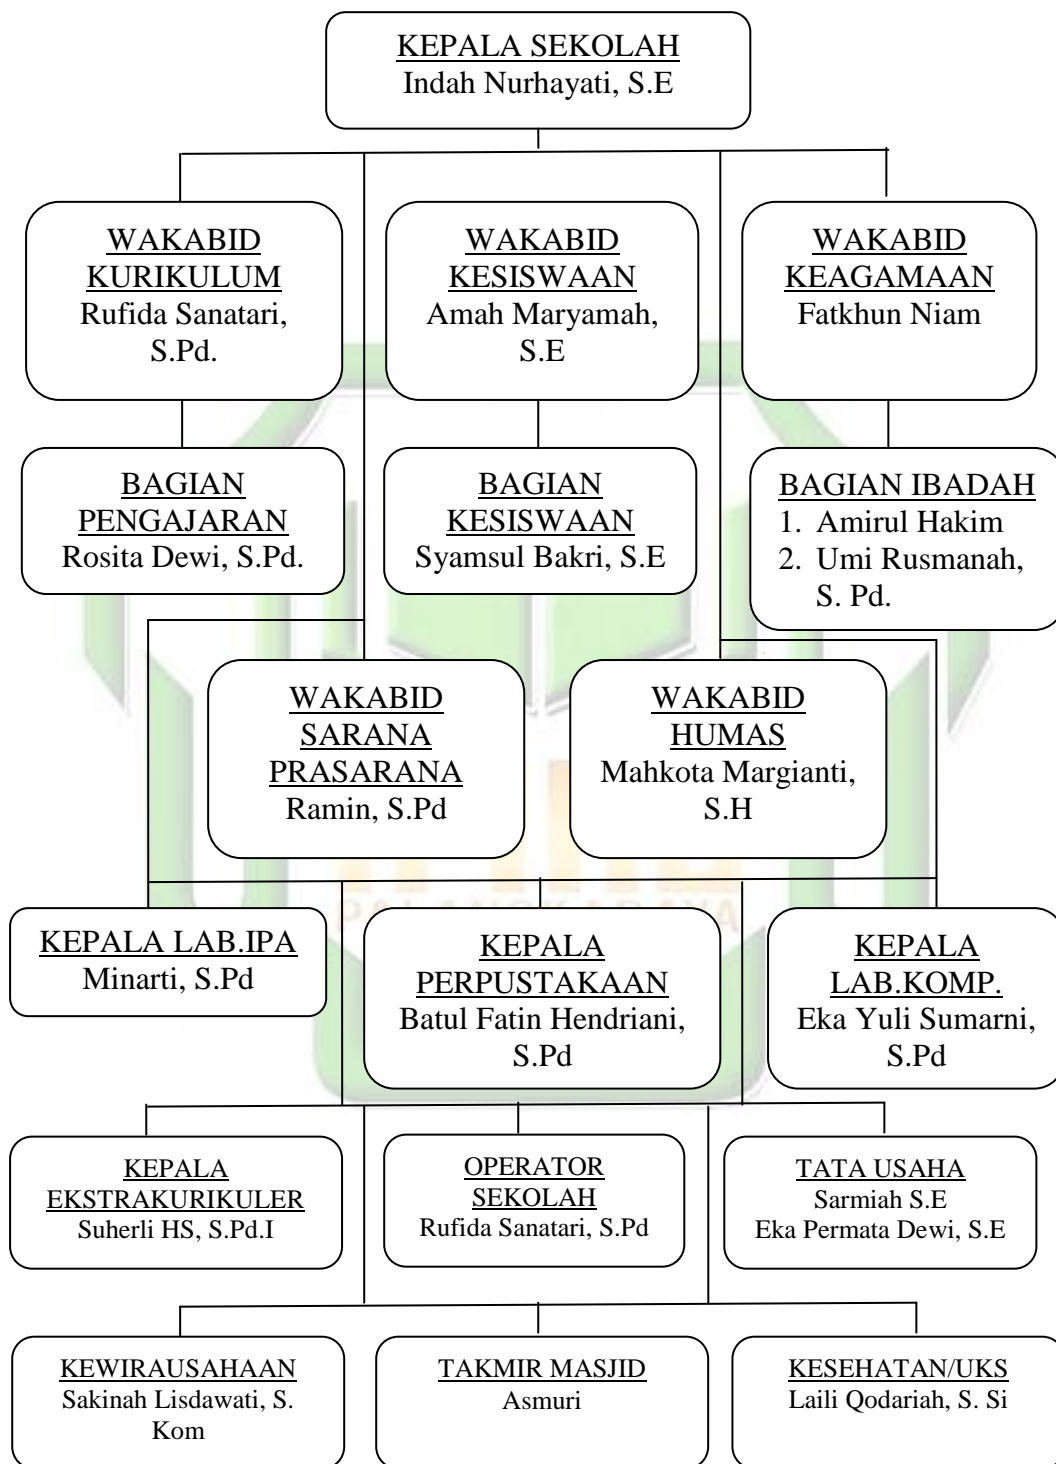 KEPALA SEKOLAH
Indah Nurhayati, S.E
WAKABID
KURIKULUM
Rufida Sanatari,
S.Pd.
WAKABID
KESISWAAN
Amah Maryamah,
S.E
WAKABID
KEAGAMAAN
Fatkhun Niam
BAGIAN
PENGAJARAN
Rosita Dewi, S.Pd.
BAGIAN
KESISWAAN
Syamsul Bakri, S.E
BAGIAN IBADAH
1. Amirul Hakim
2. Umi Rusmanah,
S. Pd.
WAKABID
SARANA
PRASARANA
Ramin, S.Pd
WAKABID
HUMAS
Mahkota Margianti,
S.H
KEPALA LAB.IPA
Minarti, S.Pd
KEPALA
PERPUSTAKAAN
Batul Fatin Hendriani,
S.Pd
KEPALA
LAB.KOMP.
Eka Yuli Sumarni,
S.Pd
KEPALA
EKSTRAKURIKULER
Suherli HS, S.Pd.I
OPERATOR
SEKOLAH
Rufida Sanatari, S.Pd
TATA USAHA
Sarmiah S.E
Eka Permata Dewi, S.E
KEWIRAUSAHAAN
Sakinah Lisdawati, S.
Kom
TAKMIR MASJID
Asmuri
KESEHATAN/UKS
Laili Qodariah, S. Si